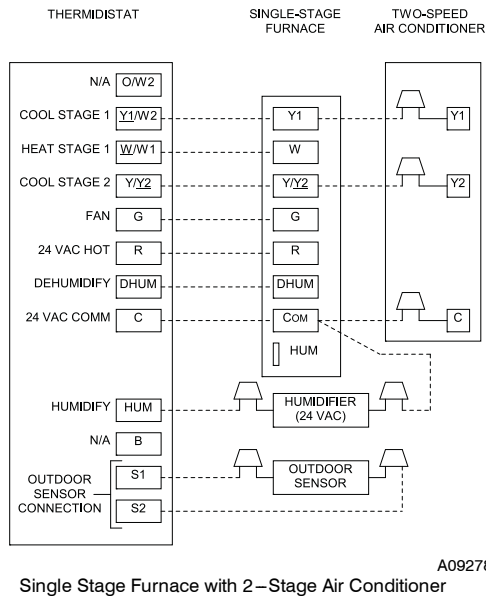 THERMIDISTAT
SINGLE-STAGE
FURNACE
TWO-SPEED
AIR CONDITIONER
N/A O/W2
COOL STAGE 1 Y1/W2 Y1 Y1
HEAT STAGE 1 W/W1 W
COOL STAGE 2 Y/Y2 Y/Y2 Y2
FAN G G
24 VAC HOT R R
DEHUMIDIFY DHUM DHUM
24 VAC COMM C COM C
HUM
HUMIDIFY HUM HUMIDIFIER
(24 VAC)
N/A B
OUTDOOR
SENSOR
CONNECTION
S1 OUTDOOR
SENSOR
S2
A09278
Single Stage Furnace with 2−Stage Air Conditioner